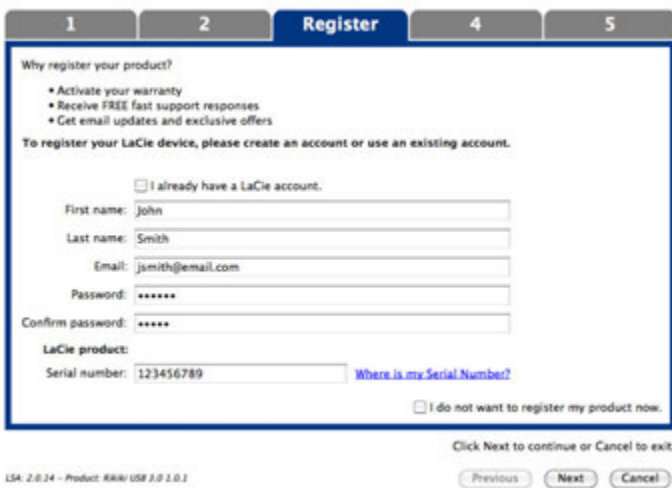 1 2 Register 4 5
Why register your product?
• Activate your warranty
• Receive FREE fast support responses
• Get email updates and exclusive offers
To register your LaCie device, please create an account or use an existing account.
I already have a LaCie account.
First name: John
Last name: Smith
Email: jsmith@email.com
Password: ••••••
Confirm password: •••••
LaCie product:
Serial number: 123456789 Where is my Serial Number?
I do not want to register my product now.
Click Next to continue or Cancel to exit
LSA: 2.0.14 – Product: Rikiki USB 3.0 1.0.1 Previous Next Cancel